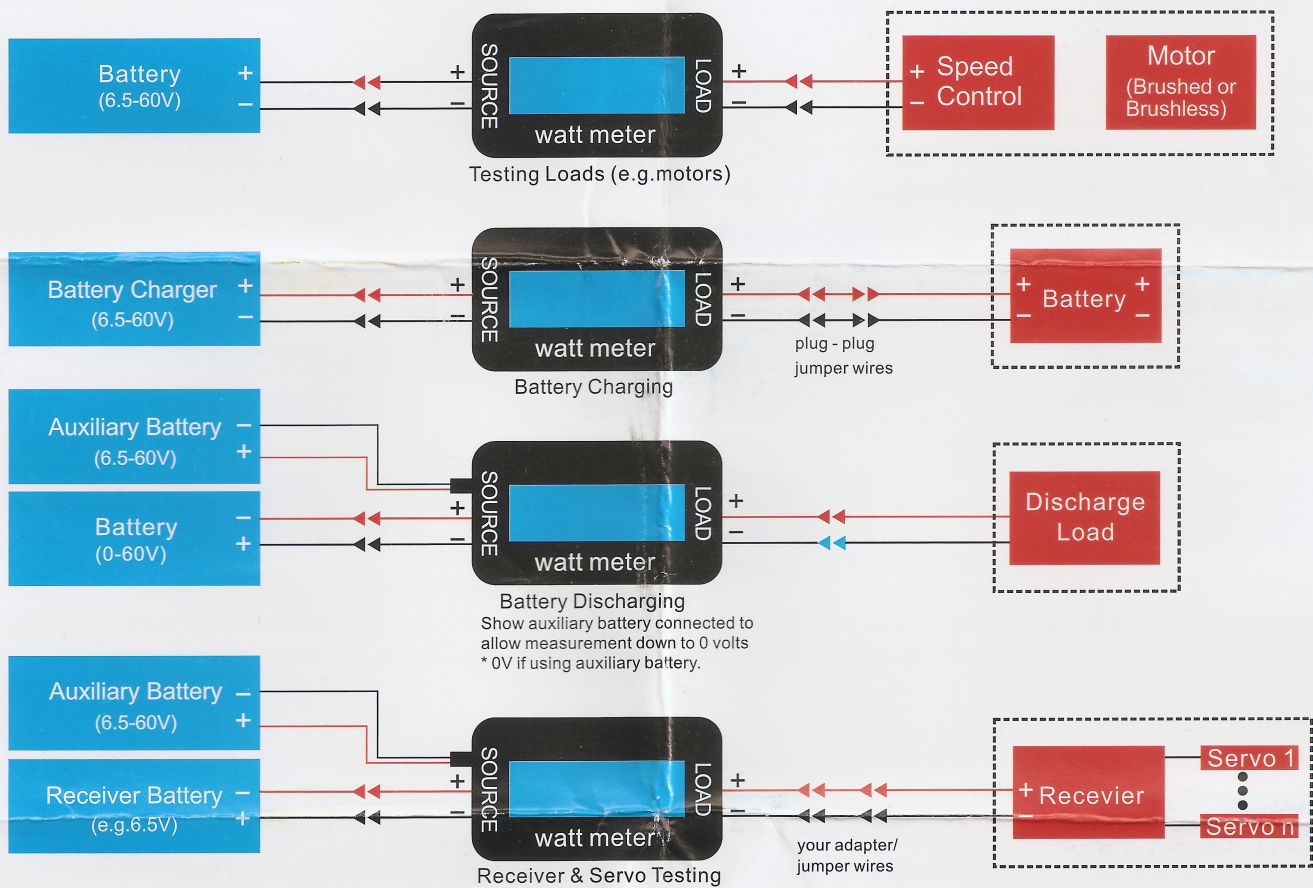 Battery + SOURCE + watt meter LOAD + + Speed Control Motor
(6.5-60V) − − − − (Brushed or Brushless)
Testing Loads (e.g.motors)
Battery Charger + SOURCE + watt meter LOAD + + Battery +
(6.5-60V) − − − − −
plug - plug
jumper wires
Battery Charging
Auxiliary Battery −
(6.5-60V) +
Battery − SOURCE + watt meter LOAD + Discharge Load
(0-60V) + − −
Battery Discharging
Show auxiliary battery connected to
allow measurement down to 0 volts
* 0V if using auxiliary battery.
Auxiliary Battery −
(6.5-60V) +
Receiver Battery − SOURCE + watt meter LOAD + + Recevier Servo 1
(e.g.6.5V) + − − − Servo n
your adapter/
jumper wires
Receiver & Servo Testing